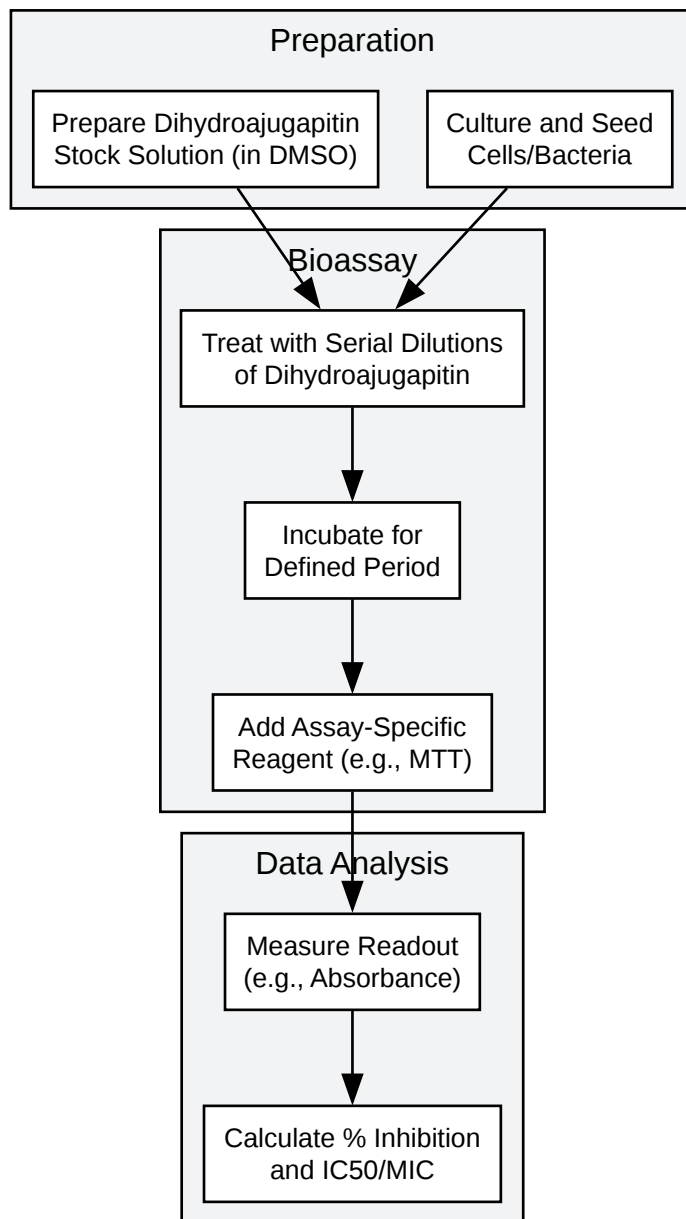 Preparation
Prepare Dihydroajugapitin
Stock Solution (in DMSO)
Culture and Seed
Cells/Bacteria
Bioassay
Treat with Serial Dilutions
of Dihydroajugapitin
Incubate for
Defined Period
Add Assay-Specific
Reagent (e.g., MTT)
Data Analysis
Measure Readout
(e.g., Absorbance)
Calculate % Inhibition
and IC50/MIC